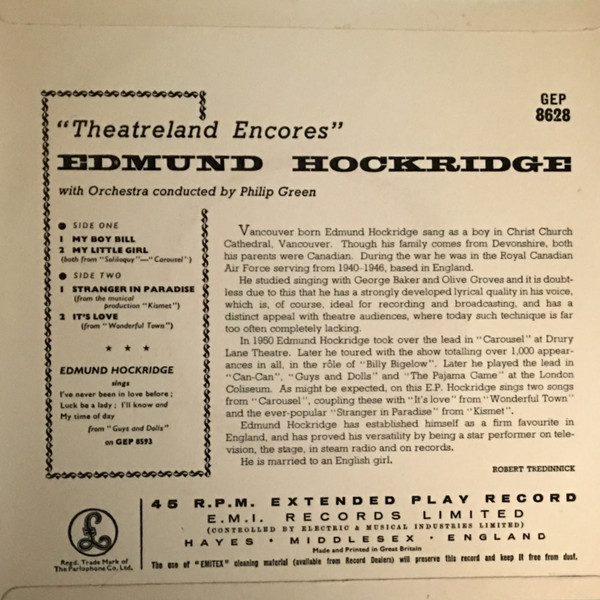 GEP
8628
"Theatreland Encores"
EDMUND HOCKRIDGE
with Orchestra conducted by Philip Green
SIDE ONE
1 MY BOY BILL
2 MY LITTLE GIRL
(both from "Soliloquy"—"Carousel")
SIDE TWO
1 STRANGER IN PARADISE
(from the musical
production "Kismet")
2 IT'S LOVE
(from "Wonderful Town")
★ ★ ★
EDMUND HOCKRIDGE
sings
I've never been in love before;
Luck be a lady; I'll know and
My time of day
from "Guys and Dolls"
on GEP 8593
Vancouver born Edmund Hockridge sang as a boy in Christ Church
Cathedral, Vancouver. Though his family comes from Devonshire, both
his parents were Canadian. During the war he was in the Royal Canadian
Air Force serving from 1940-1946, based in England.
He studied singing with George Baker and Olive Groves and it is doubt-
less due to this that he has a strongly developed lyrical quality in his voice,
which is, of course, ideal for recording and broadcasting, and has a
distinct appeal with theatre audiences, where today such technique is far
too often completely lacking.
In 1950 Edmund Hockridge took over the lead in "Carousel" at Drury
Lane Theatre. Later he toured with the show totalling over 1,000 appear-
ances in all, in the rôle of "Billy Bigelow". Later he played the lead in
"Can-Can", "Guys and Dolls" and "The Pajama Game" at the London
Coliseum. As might be expected, on this E.P. Hockridge sings two songs
from "Carousel", coupling these with "It's love" from "Wonderful Town"
and the ever-popular "Stranger in Paradise" from "Kismet".
Edmund Hockridge has established himself as a firm favourite in
England, and has proved his versatility by being a star performer on tele-
vision, the stage, in steam radio and on records.
He is married to an English girl.
ROBERT TREDINNICK
45 R.P.M. EXTENDED PLAY RECORD
E.M.I. RECORDS LIMITED
(CONTROLLED BY ELECTRIC & MUSICAL INDUSTRIES LIMITED)
HAYES · MIDDLESEX · ENGLAND
Made and Printed in Great Britain
The use of "EMITEX" cleaning material (available from Record Dealers) will preserve this record and keep it free from dust.
£
Regd. Trade Mark of
The Parlophone Co. Ltd.